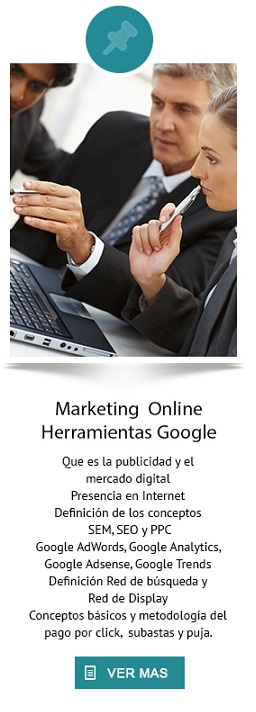 Marketing Online
Herramientas Google
Que es la publicidad y el
mercado digital
Presencia en Internet
Definición de los conceptos
SEM, SEO y PPC
Google AdWords, Google Analytics,
Google Adsense, Google Trends
Definición Red de búsqueda y
Red de Display
Conceptos básicos y metodología del
pago por click, subastas y puja.
VER MAS